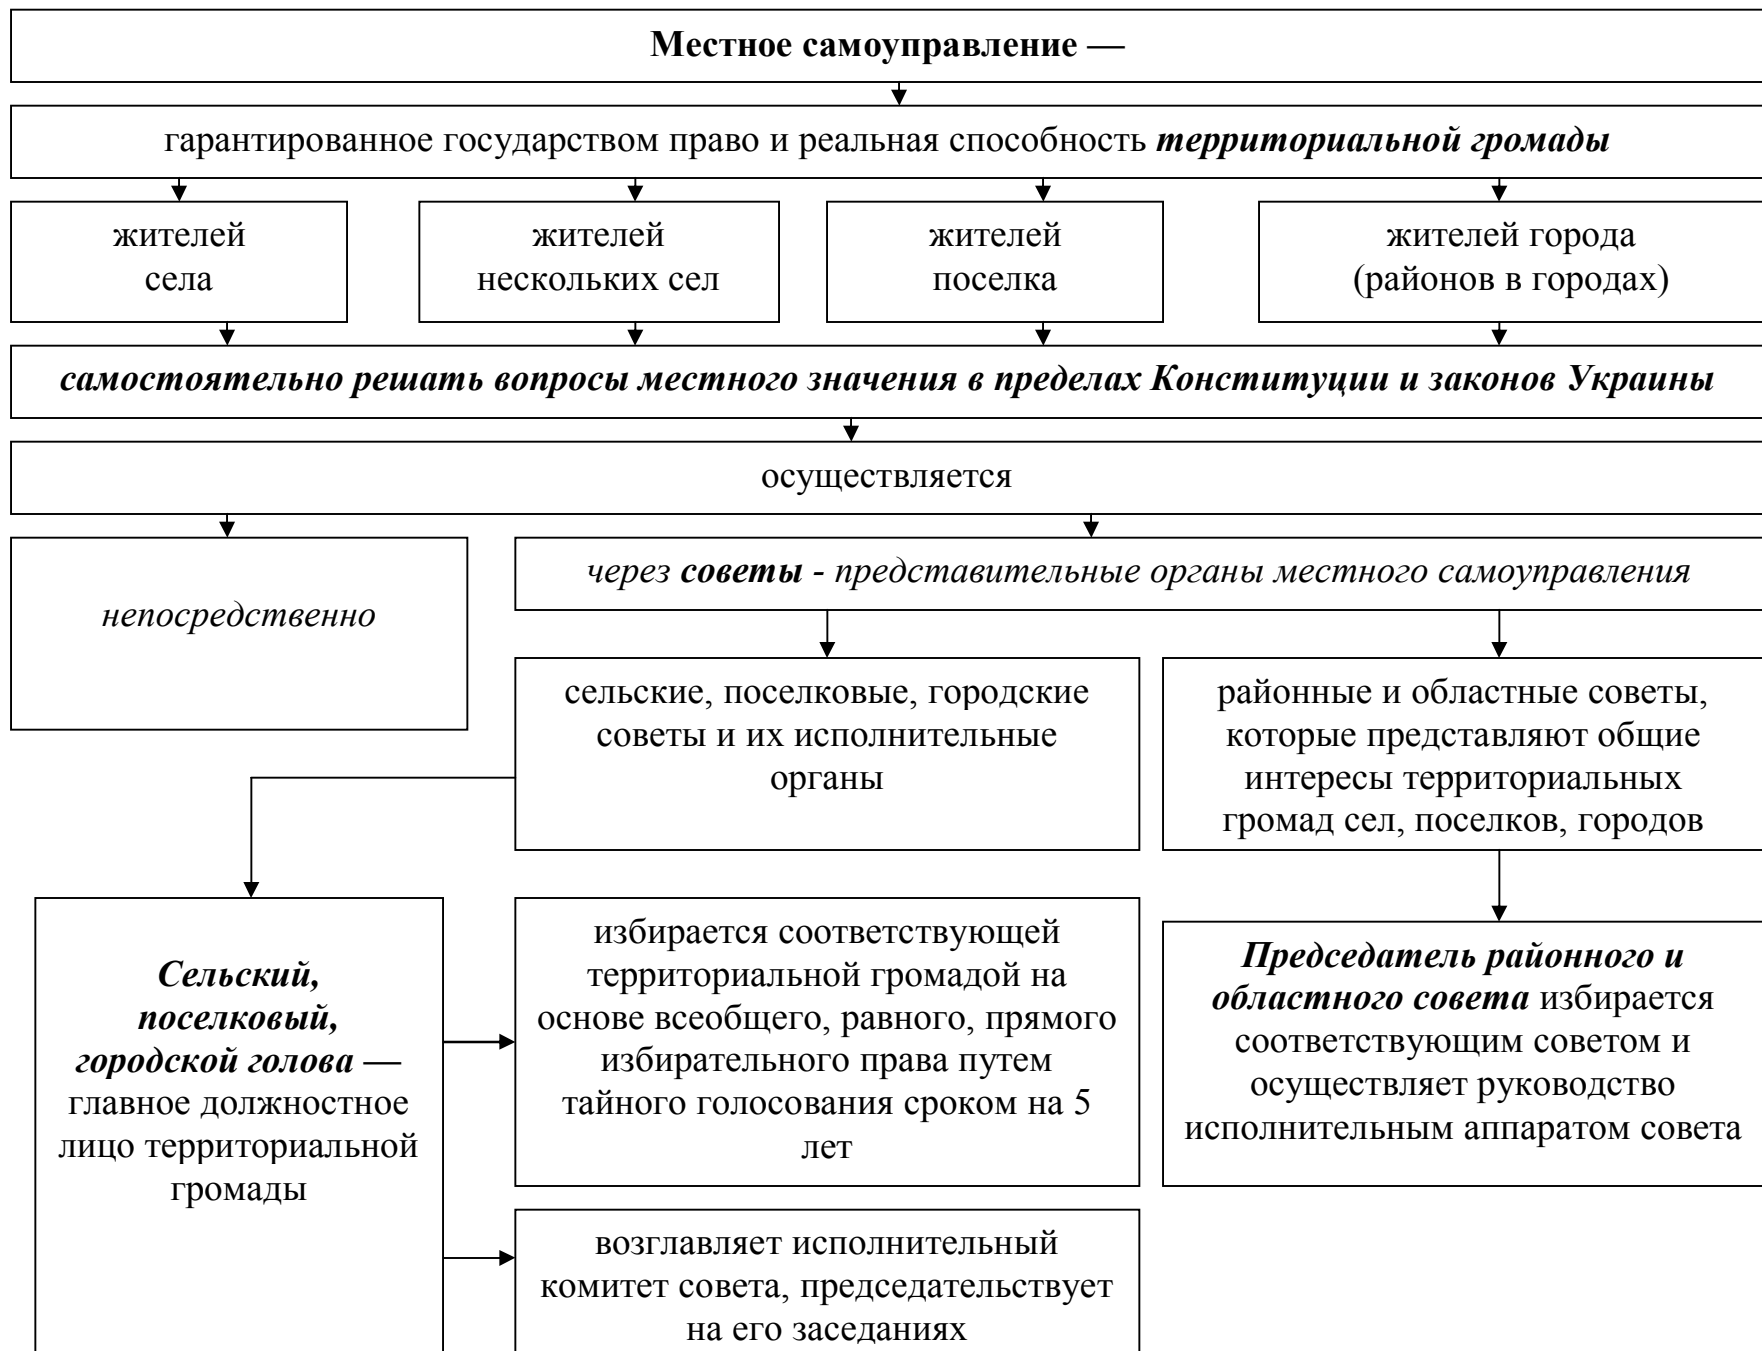 Местное самоуправление —
гарантированное государством право и реальная способность территориальной громады
жителей
села
жителей
нескольких сел
жителей
поселка
жителей города
(районов в городах)
самостоятельно решать вопросы местного значения в пределах Конституции и законов Украины
осуществляется
непосредственно
через советы - представительные органы местного самоуправления
сельские, поселковые, городские
советы и их исполнительные
органы
районные и областные советы,
которые представляют общие
интересы территориальных
громад сел, поселков, городов
Сельский,
поселковый,
городской голова —
главное должностное
лицо территориальной
громады
избирается соответствующей
территориальной громадой на
основе всеобщего, равного, прямого
избирательного права путем
тайного голосования сроком на 5
лет
Председатель районного и
областного совета избирается
соответствующим советом и
осуществляет руководство
исполнительным аппаратом совета
возглавляет исполнительный
комитет совета, председательствует
на его заседаниях